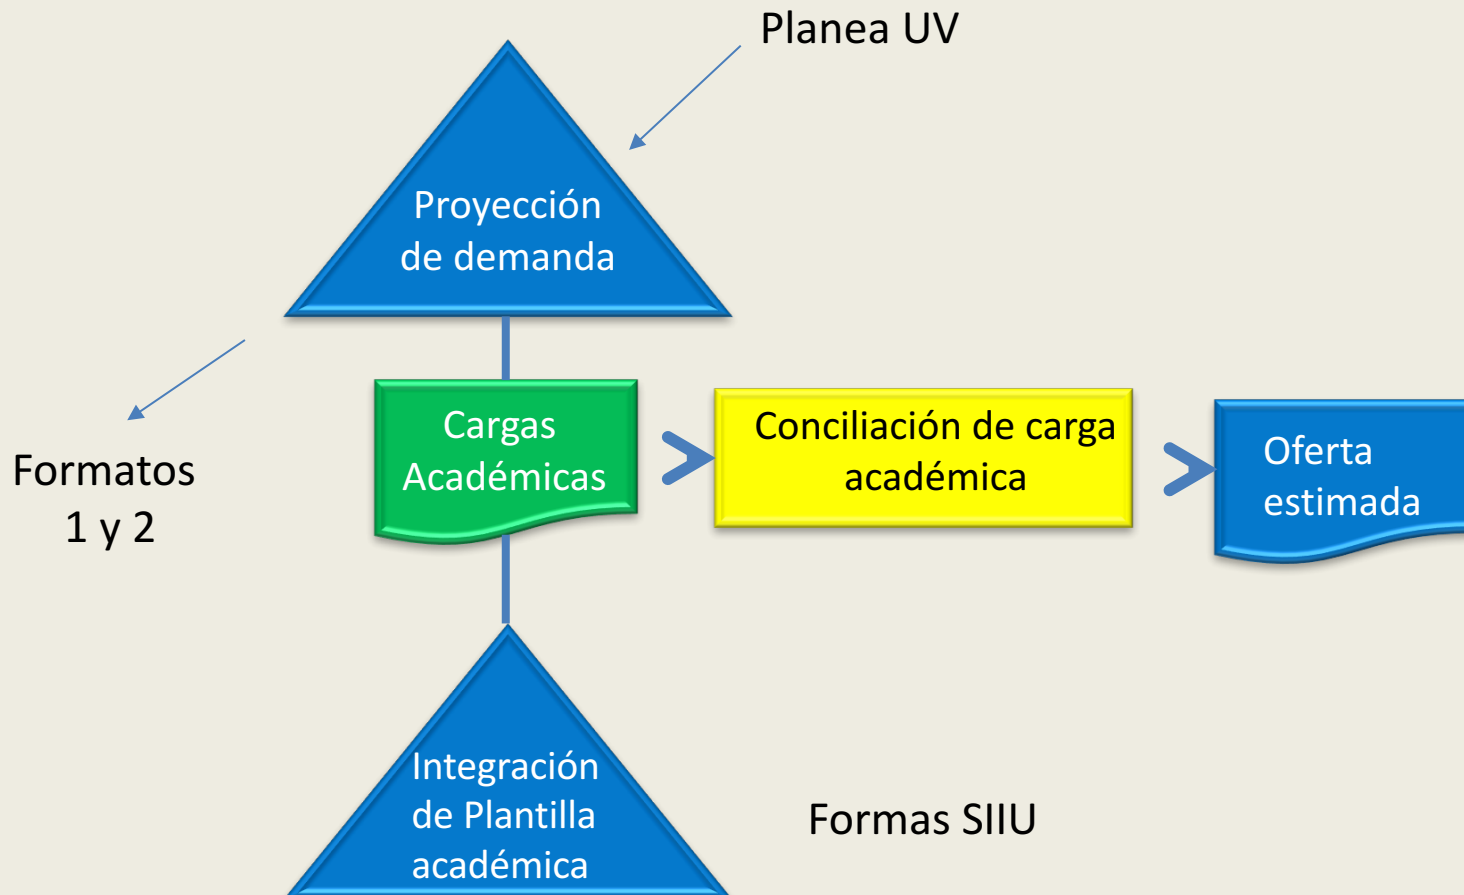 Planea UV
Proyección
de demanda
Formatos
1 y 2
Cargas
Académicas
Conciliación de carga
académica
Oferta
estimada
Integración
de Plantilla
académica
Formas SIIU